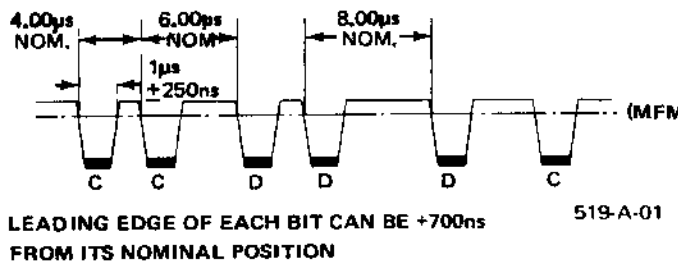 4.00µs 6.00µs 8.00µs
NOM. NOM NOM.
1µs
+250ns
(MFM
C C D D D C
519-A-01
LEADING EDGE OF EACH BIT CAN BE +700ns
FROM ITS NOMINAL POSITION